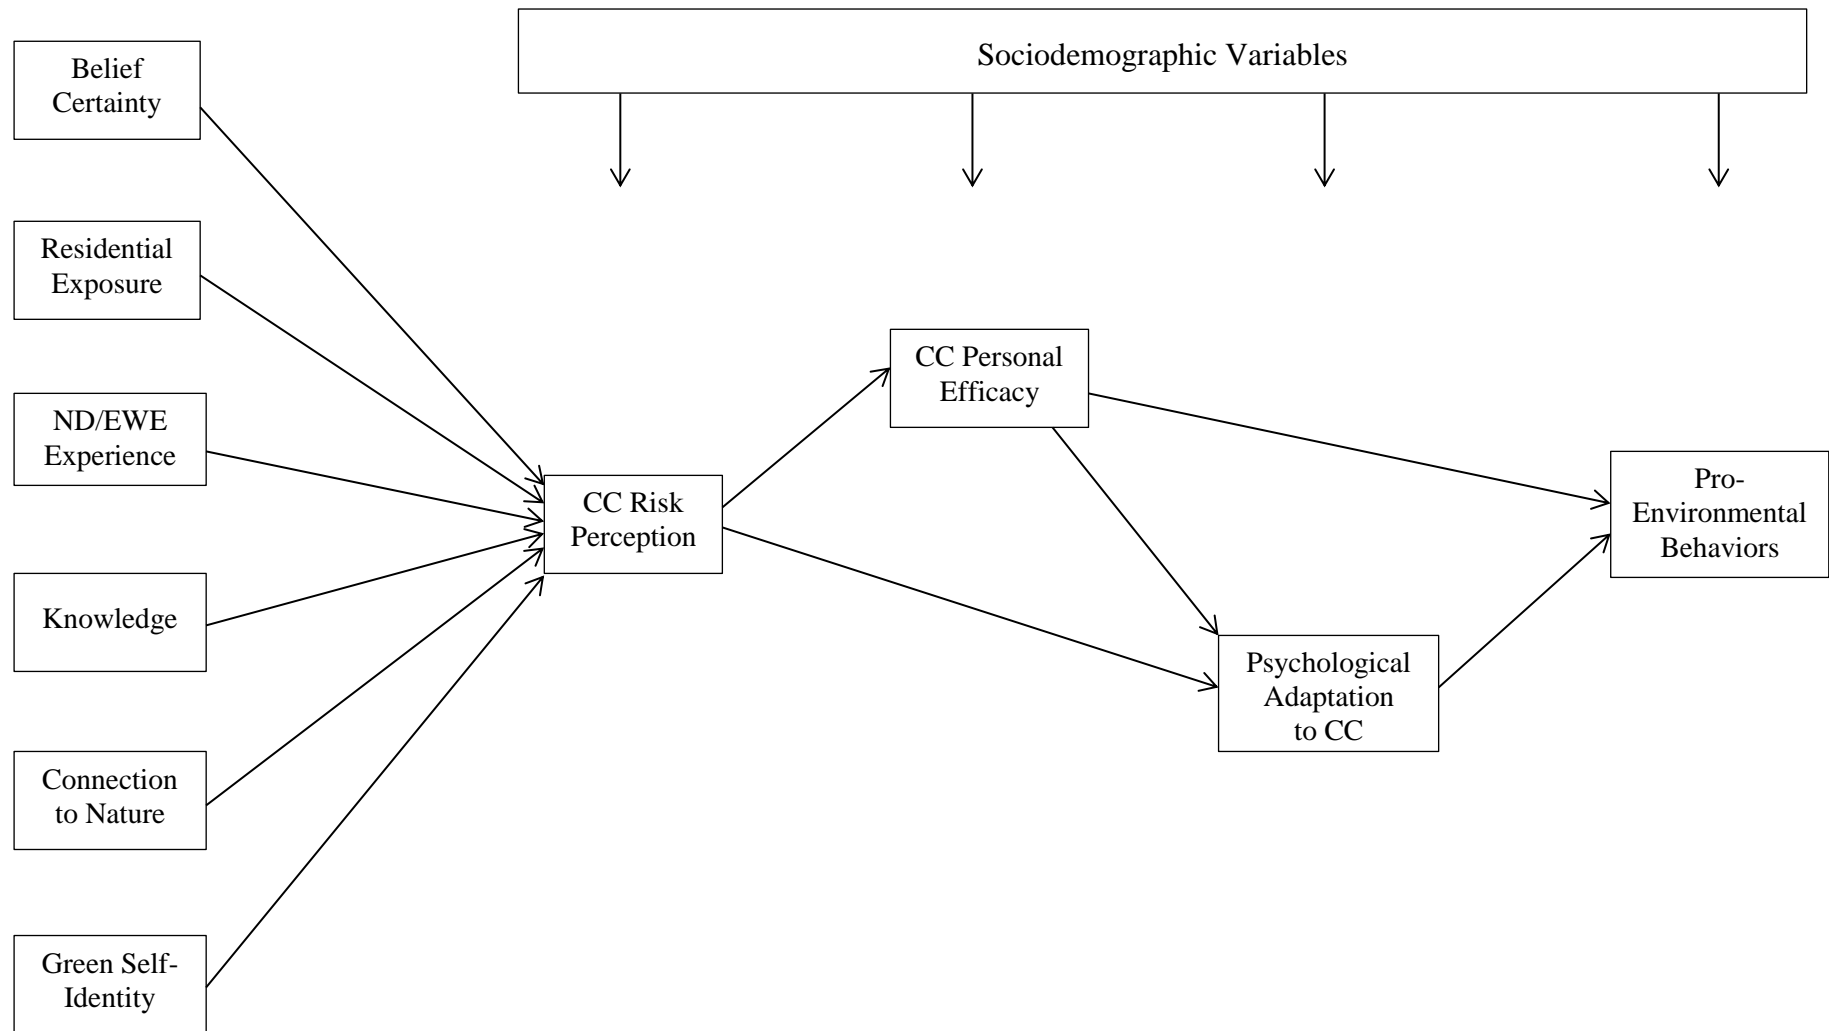 Sociodemographic Variables
Belief
Certainty
Residential
Exposure
ND/EWE
Experience
Knowledge
Connection
to Nature
Green Self-
Identity
CC Risk
Perception
CC Personal
Efficacy
Psychological
Adaptation
to CC
Pro-
Environmental
Behaviors